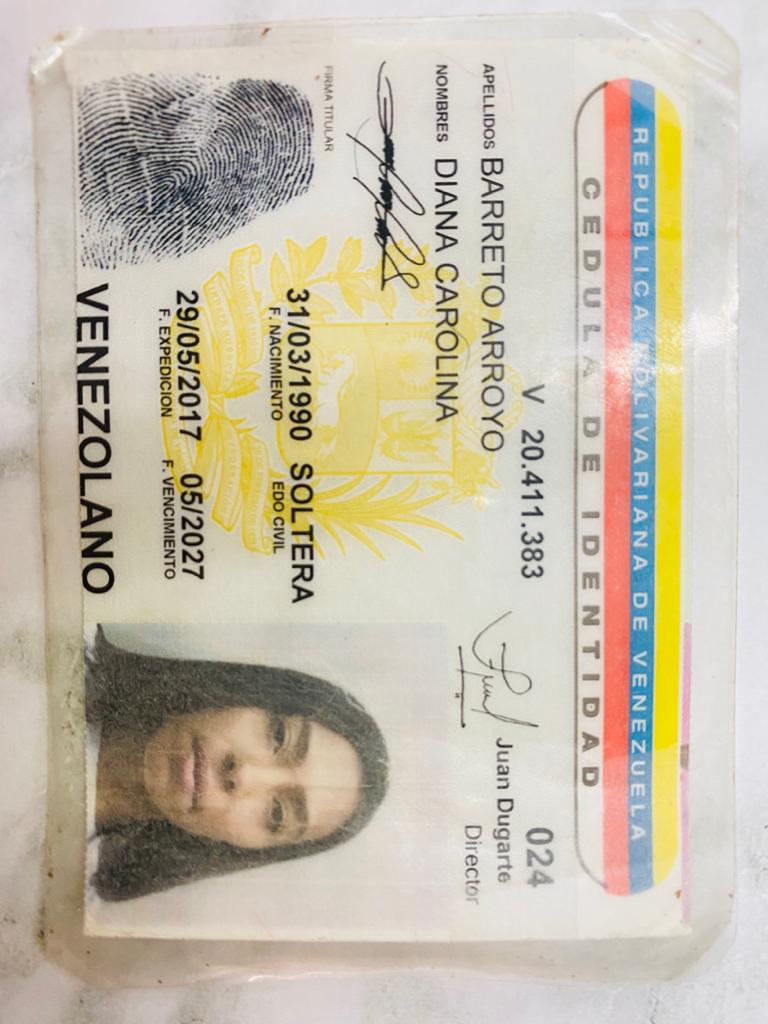 REPUBLICA BOLIVARIANA DE VENEZUELA
CEDULA DE IDENTIDAD
V 20.411.383
024
APELLIDOS BARRETO ARROYO
Juan Dugarte
Director
NOMBRES DIANA CAROLINA
FIRMA TITULAR
31/03/1990 SOLTERA
F. NACIMIENTO EDO CIVIL
29/05/2017 05/2027
F. EXPEDICION F. VENCIMIENTO
VENEZOLANO